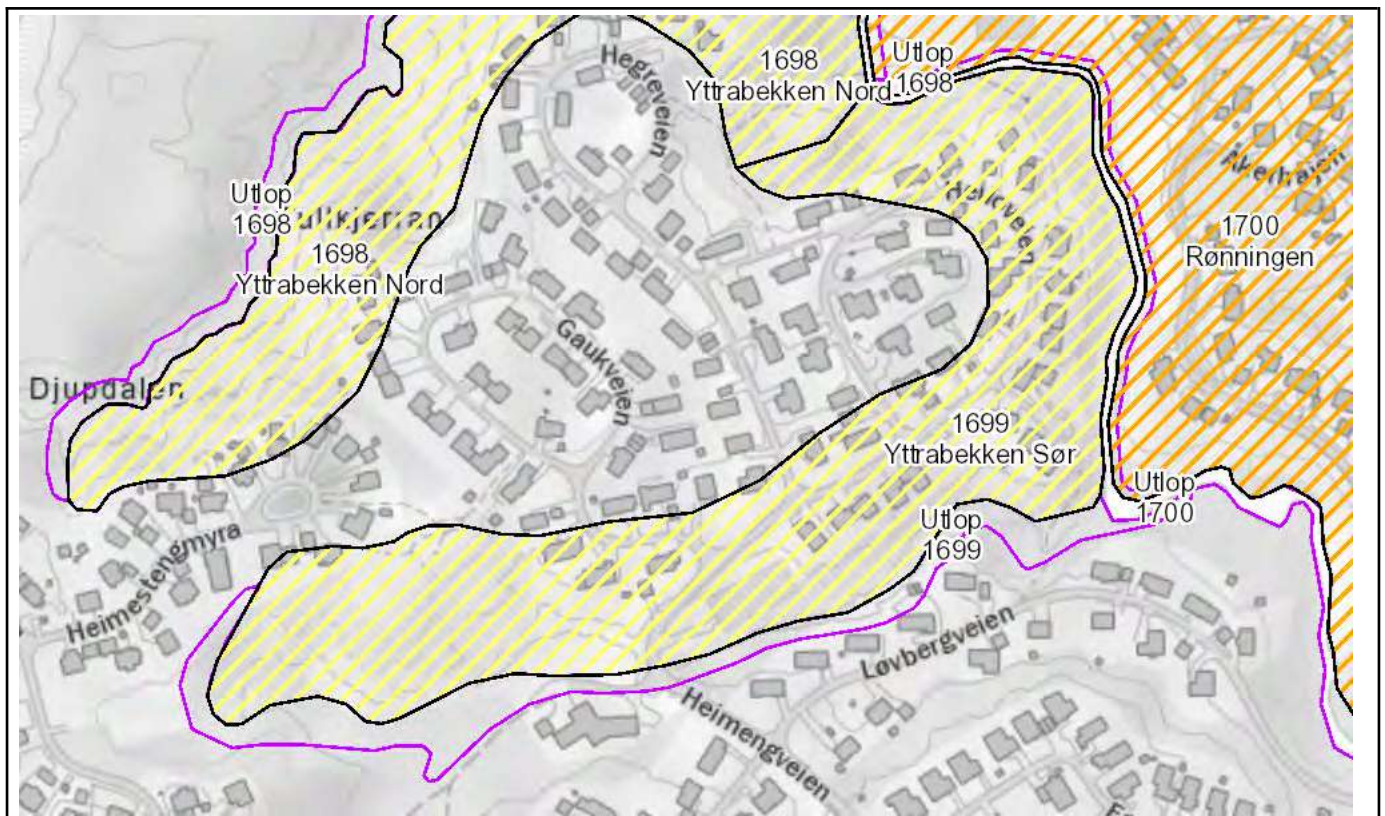 Hegreveien
1698
Yttrabekken Nord
Utlop
1698
Åkerhaugen
Utlop
1698
1698
Yttrabekken Nord
1700
Rønningen
Gaukveien
Djupdalen
1699
Yttrabekken Sør
Utlop
1700
Utlop
1699
Heimestengmyra
Løvbergveien
Heimengveien